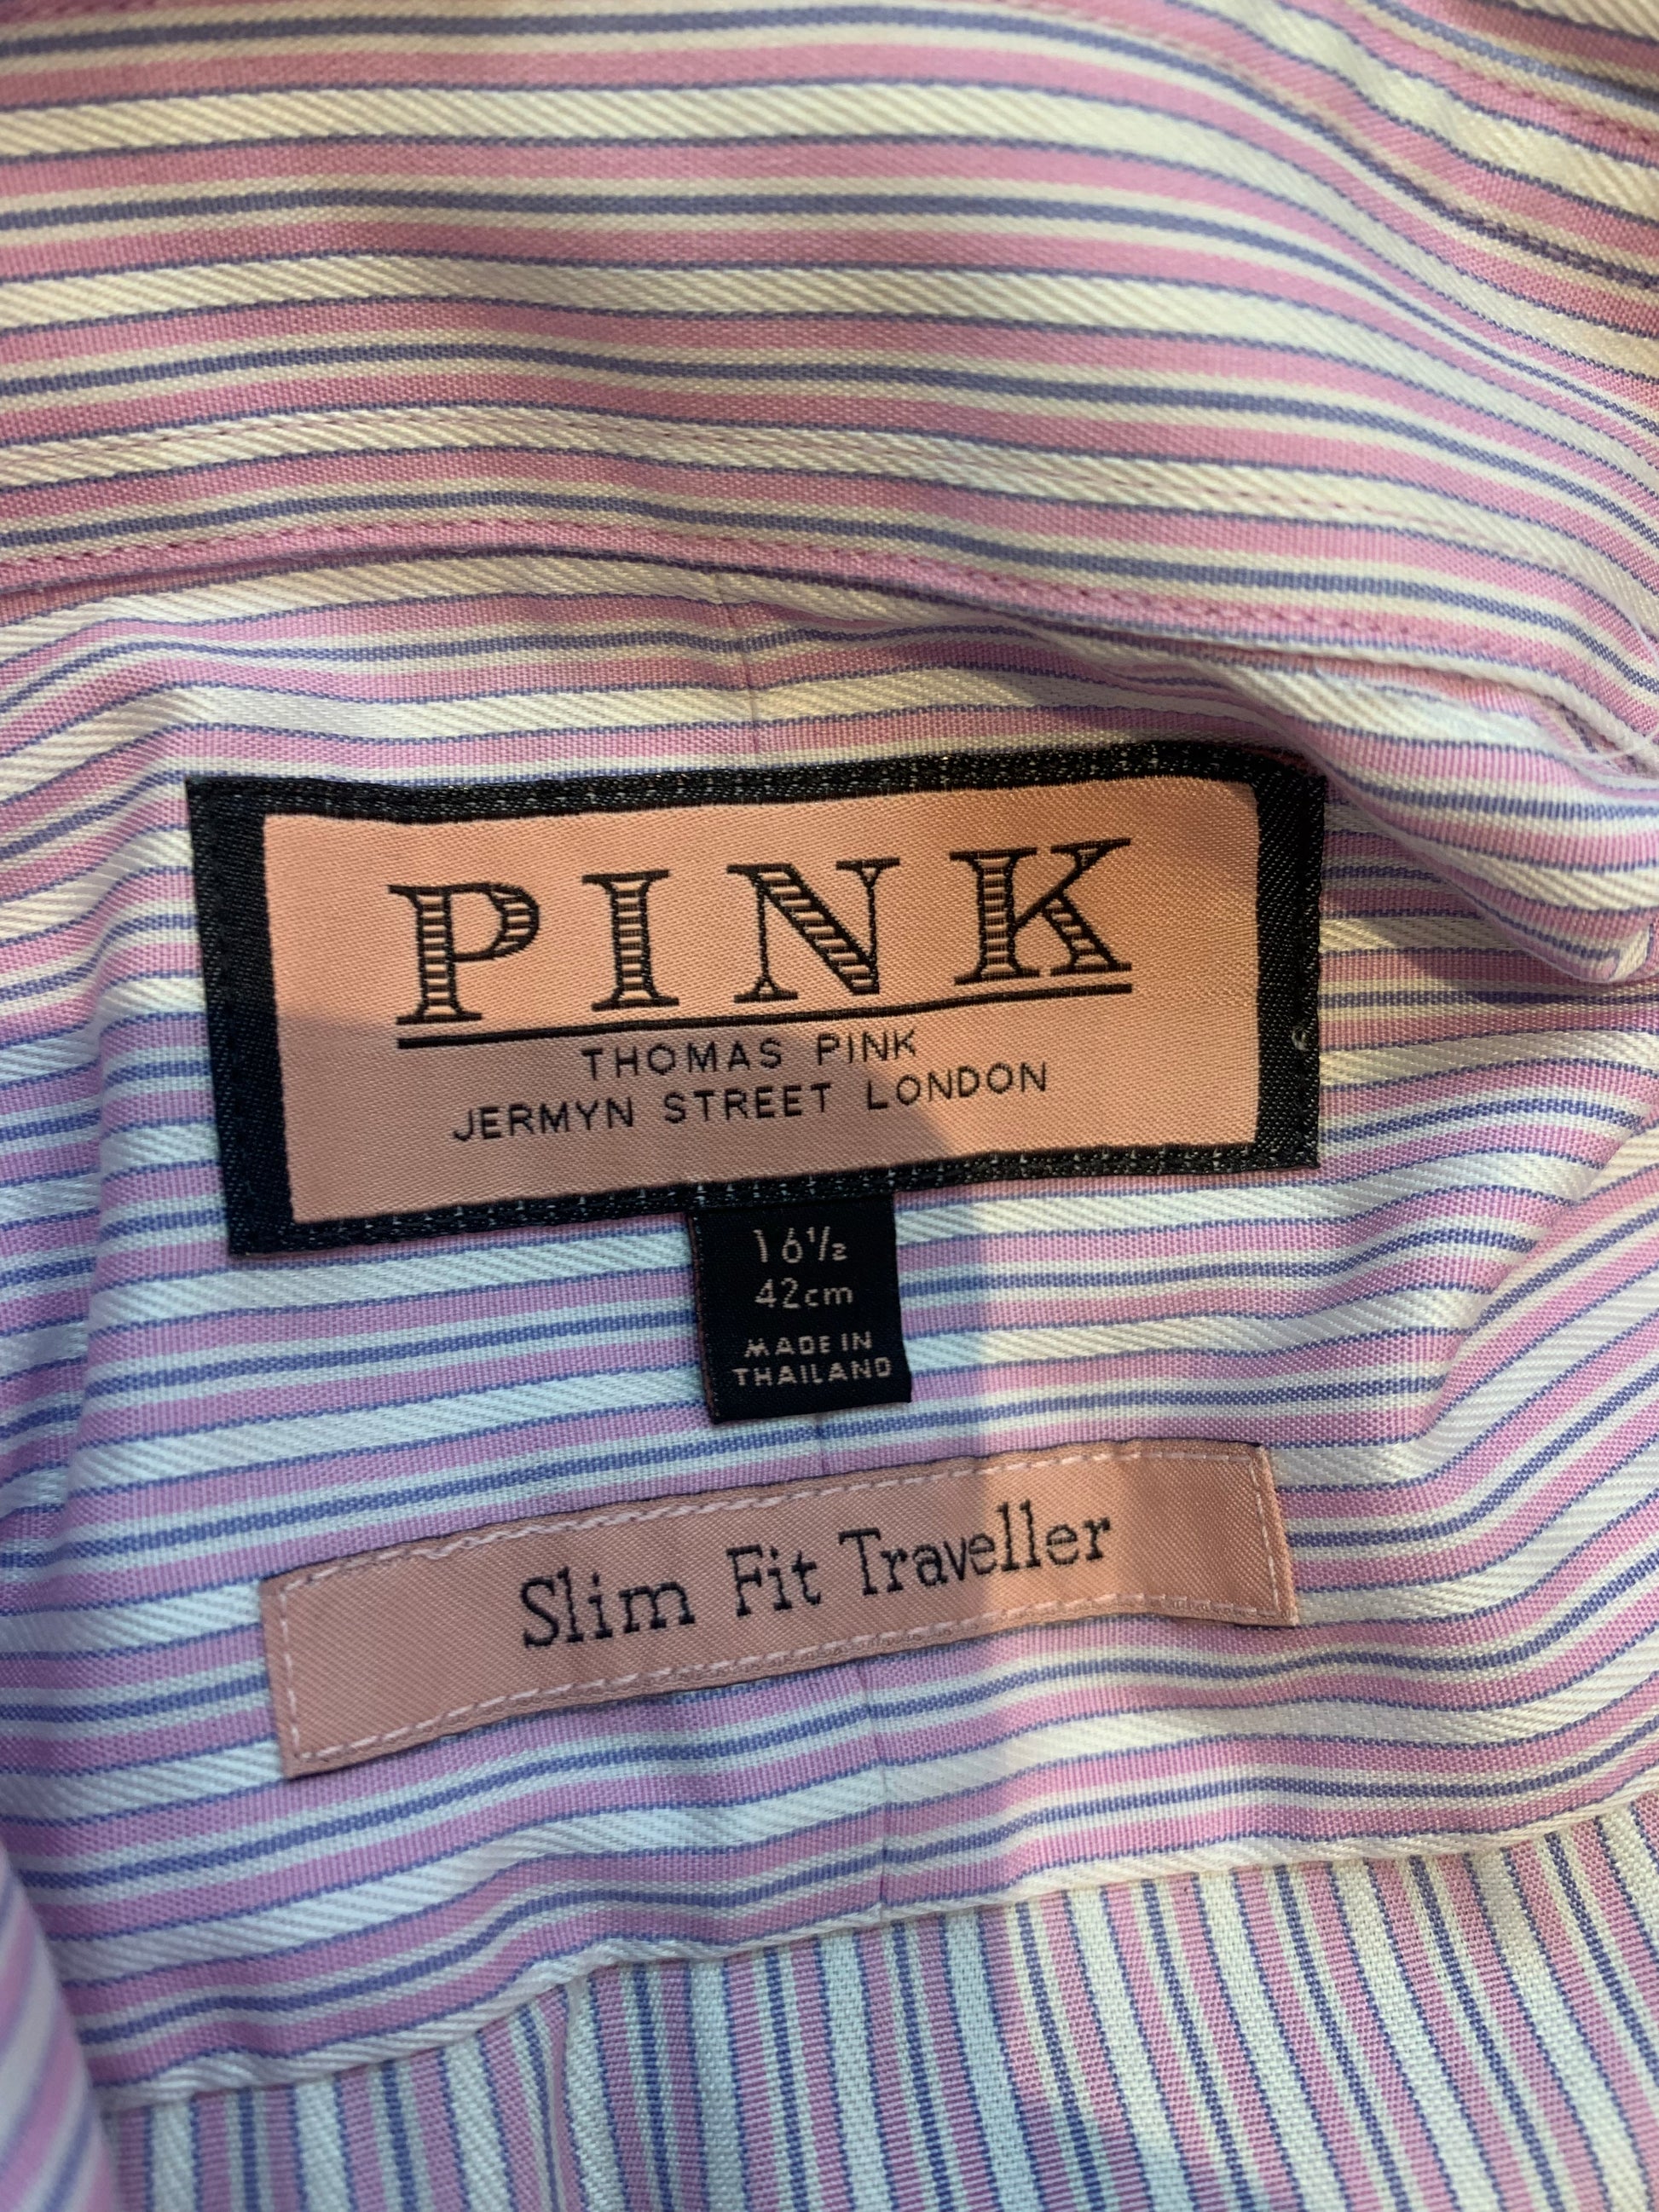 PINK
THOMAS PINK
JERMYN STREET LONDON
16½
42cm
MADE IN
THAILAND
Slim Fit Traveller